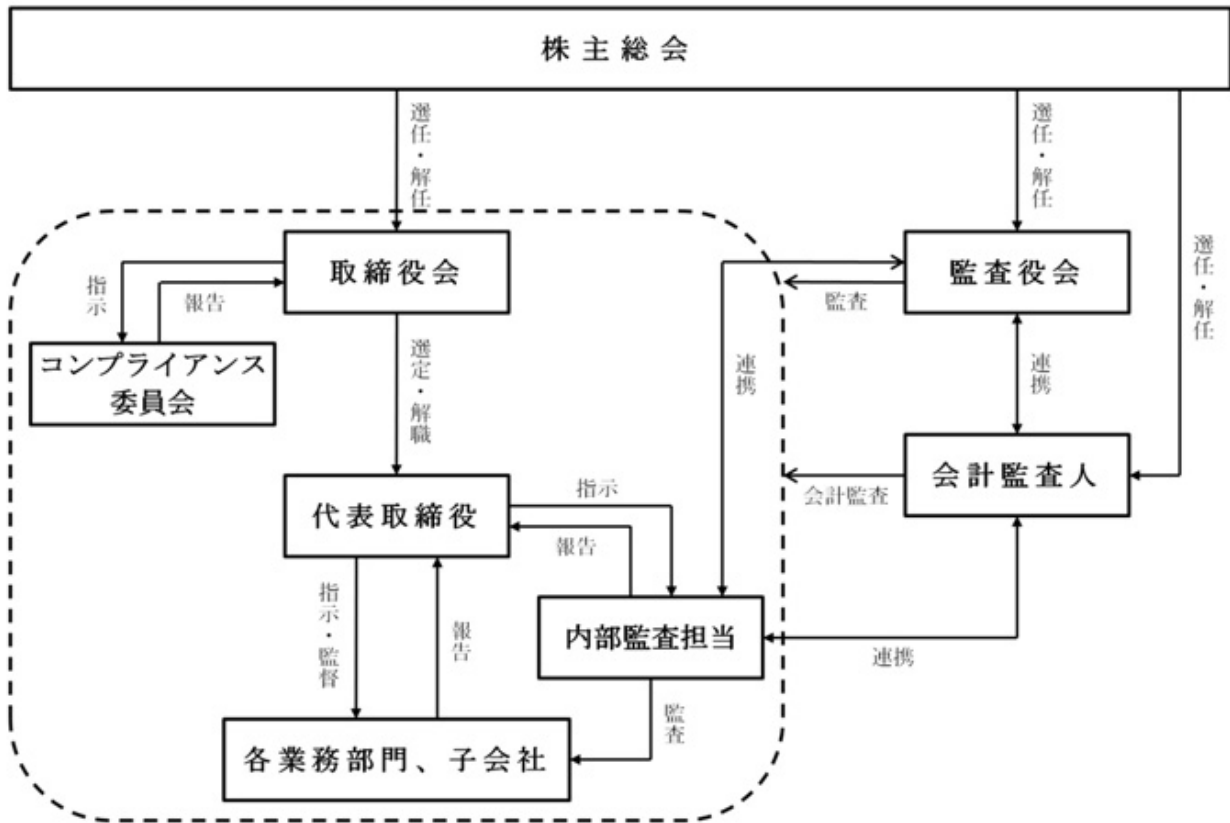 株主総会
選任・解任
選任・解任
選任・解任
取締役会
監査役会
指示
報告
監査
コンプライアンス
委員会
選定・解職
連携
連携
会計監査人
会計監査
代表取締役
指示
報告
指示・監督
報告
内部監査担当
連携
監査
各業務部門、子会社